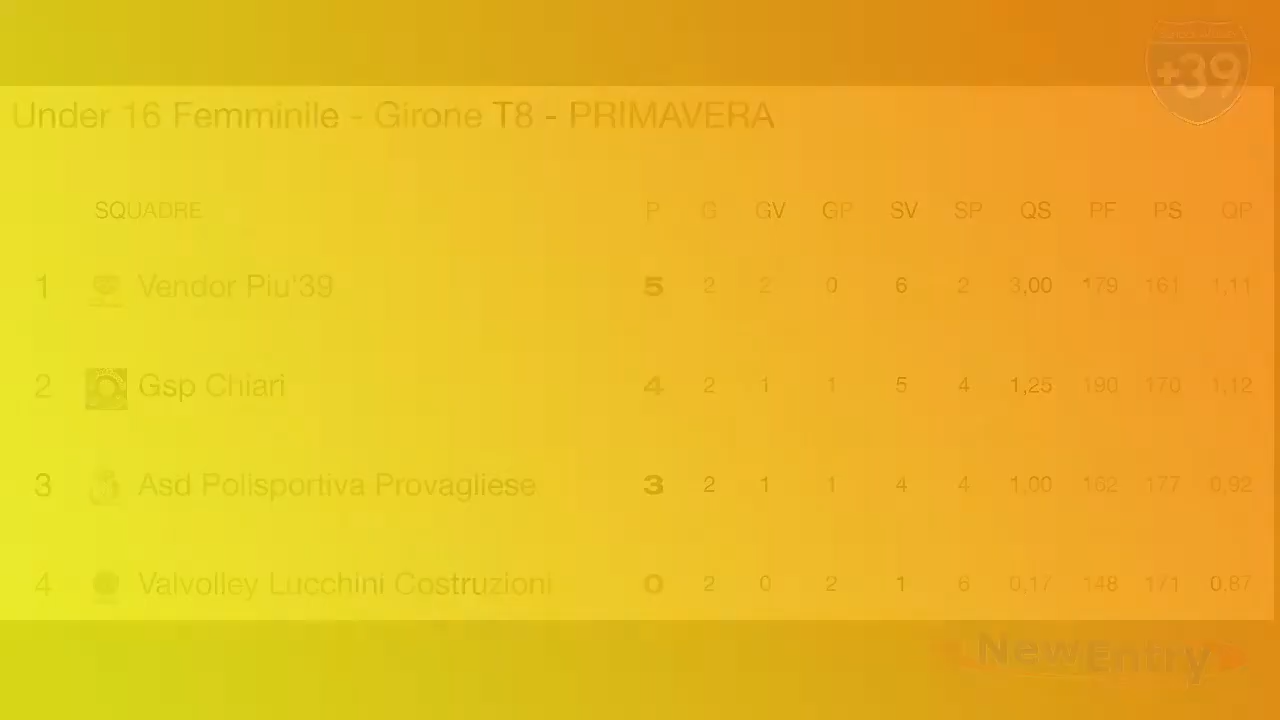 +39
Under 16 Femminile - Girone T8 - PRIMAVERA
SQUADRE P G GV GP SV SP QS PF PS QP
1 Vendor Piu'39 5 2 2 0 6 2 3,00 179 161 1,11
2 Gsp Chiari 4 2 1 1 5 4 1,25 190 170 1,12
3 Asd Polisportiva Provagliese 3 2 1 1 4 4 1,00 162 177 0,92
4 Valvolley Lucchini Costruzioni 0 2 0 2 1 6 0,17 148 171 0,87
NewEntry